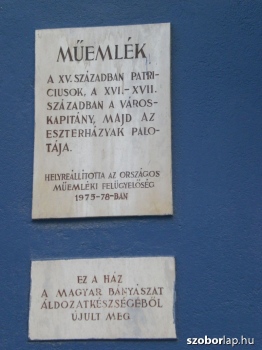 MŰEMLÉK
A XV. SZÁZADBAN PATRI-
CIUSOK, A XVI.-XVII.
SZÁZADBAN A VÁROS-
KAPITÁNY, MAJD AZ
ESZTERHÁZYAK PALO-
TÁJA.
HELYREÁLLÍTOTTA AZ ORSZÁGOS
MŰEMLÉKI FELÜGYELŐSÉG
1975-78-BAN
EZ A HÁZ
A MAGYAR BÁNYÁSZAT
ÁLDOZATKÉSZSÉGÉBŐL
ÚJULT MEG
szoborlap.hu